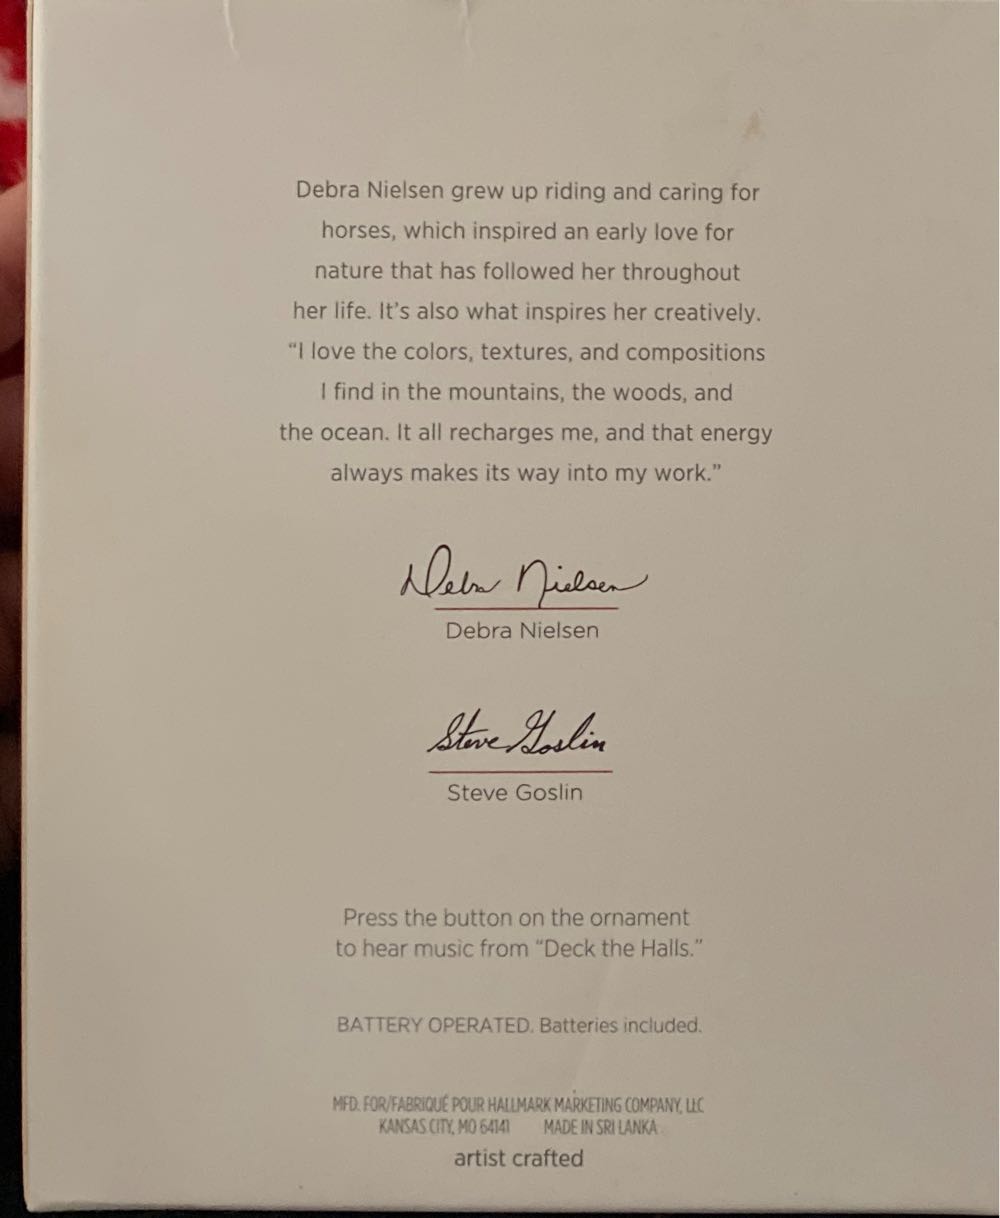 Debra Nielsen grew up riding and caring for
horses, which inspired an early love for
nature that has followed her throughout
her life. It’s also what inspires her creatively.
“I love the colors, textures, and compositions
I find in the mountains, the woods, and
the ocean. It all recharges me, and that energy
always makes its way into my work.”
Debra Nielsen
Debra Nielsen
Steve Goslin
Steve Goslin
Press the button on the ornament
to hear music from “Deck the Halls.”
BATTERY OPERATED. Batteries included.
MFD. FOR/FABRIQUÉ POUR HALLMARK MARKETING COMPANY, LLC
KANSAS CITY, MO 64141 MADE IN SRI LANKA
artist crafted